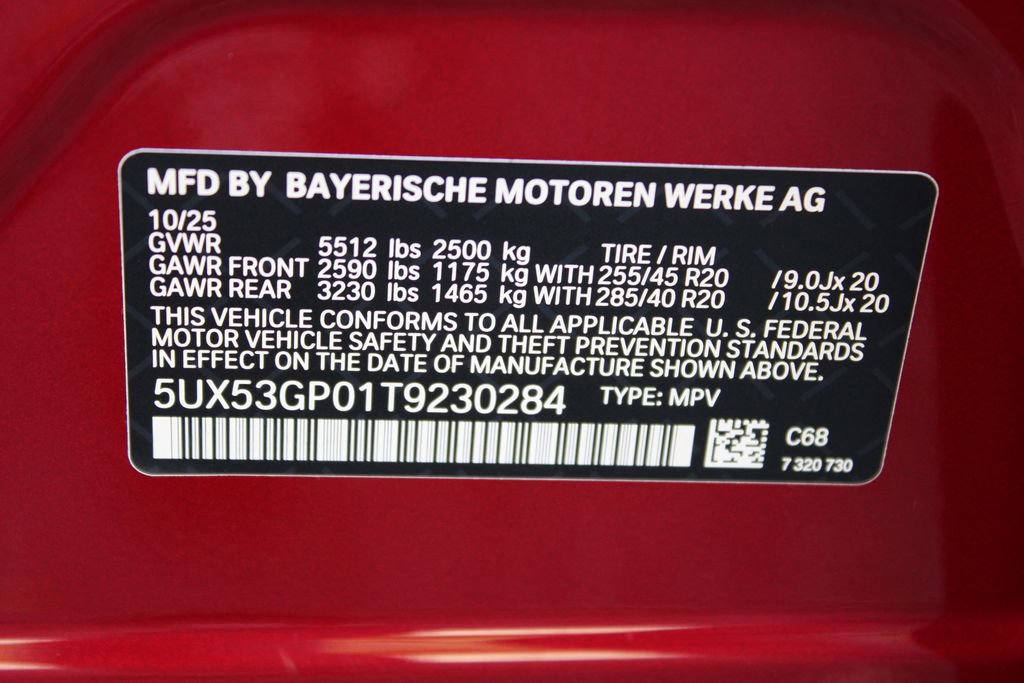 MFD BY BAYERISCHE MOTOREN WERKE AG
10/25
GVWR 5512 lbs 2500 kg TIRE / RIM
GAWR FRONT 2590 lbs 1175 kg WITH 255/45 R20 /9.0Jx 20
GAWR REAR 3230 lbs 1465 kg WITH 285/40 R20 /10.5Jx 20
THIS VEHICLE CONFORMS TO ALL APPLICABLE U. S. FEDERAL
MOTOR VEHICLE SAFETY AND THEFT PREVENTION STANDARDS
IN EFFECT ON THE DATE OF MANUFACTURE SHOWN ABOVE.
5UX53GP01T9230284 TYPE: MPV
C68
7 320 730